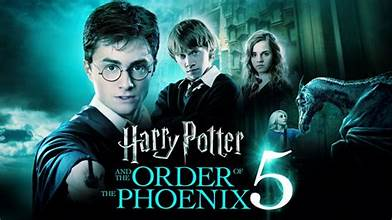 Harry Potter
AND THE ORDER OF
THE PHOENIX 5